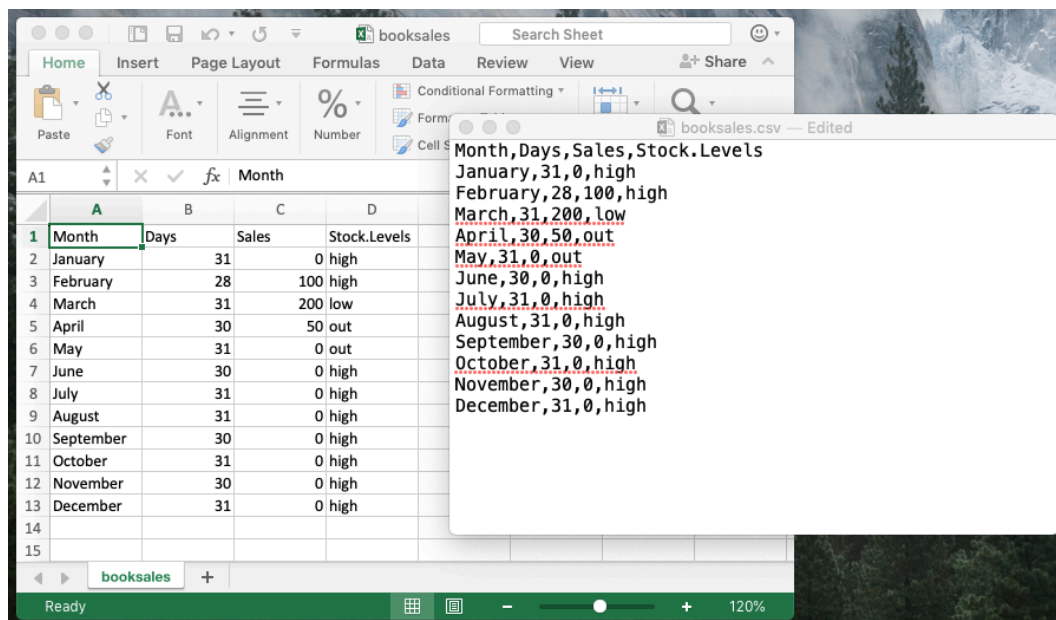 booksales
Search Sheet
Home Insert Page Layout Formulas Data Review View Share
Paste Font Alignment Number
Conditional Formatting
Cell
A1 fx Month
A B C D
1 Month Days Sales Stock.Levels
2 January 31 0 high
3 February 28 100 high
4 March 31 200 low
5 April 30 50 out
6 May 31 0 out
7 June 30 0 high
8 July 31 0 high
9 August 31 0 high
10 September 30 0 high
11 October 31 0 high
12 November 30 0 high
13 December 31 0 high
14
15
booksales +
Ready 120%
booksales.csv — Edited
Month,Days,Sales,Stock.Levels
January,31,0,high
February,28,100,high
March,31,200,low
April,30,50,out
May,31,0,out
June,30,0,high
July,31,0,high
August,31,0,high
September,30,0,high
October,31,0,high
November,30,0,high
December,31,0,high